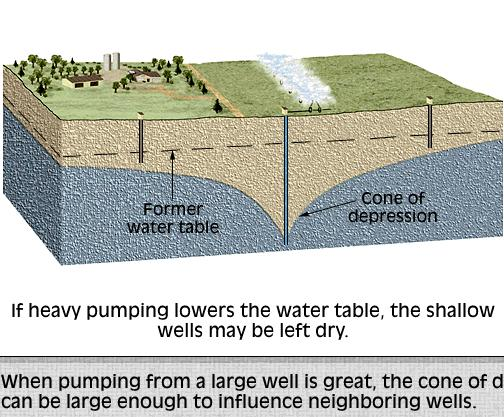 Former
water table
Cone of
depression
If heavy pumping lowers the water table, the shallow
wells may be left dry.
When pumping from a large well is great, the cone of d
can be large enough to influence neighboring wells.